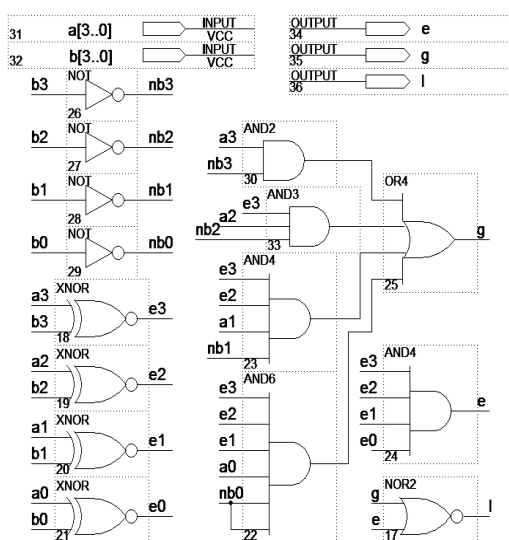 31 a[3..0] INPUT VCC
32 b[3..0] INPUT VCC
OUTPUT 34 e
OUTPUT 35 g
OUTPUT 36 l
b3 NOT nb3
26
b2 NOT nb2
27
b1 NOT nb1
28
b0 NOT nb0
29
a3 XNOR e3
b3 18
a2 XNOR e2
b2 19
a1 XNOR e1
b1 20
a0 XNOR e0
b0 21
AND2
a3
nb3
30
AND3
e3
a2
nb2
33
AND4
e3
e2
a1
nb1
23
AND6
e3
e2
e1
a0
nb0
22
OR4
g
25
AND4
e3
e2
e1
e0
e
24
NOR2
g
e
l
17